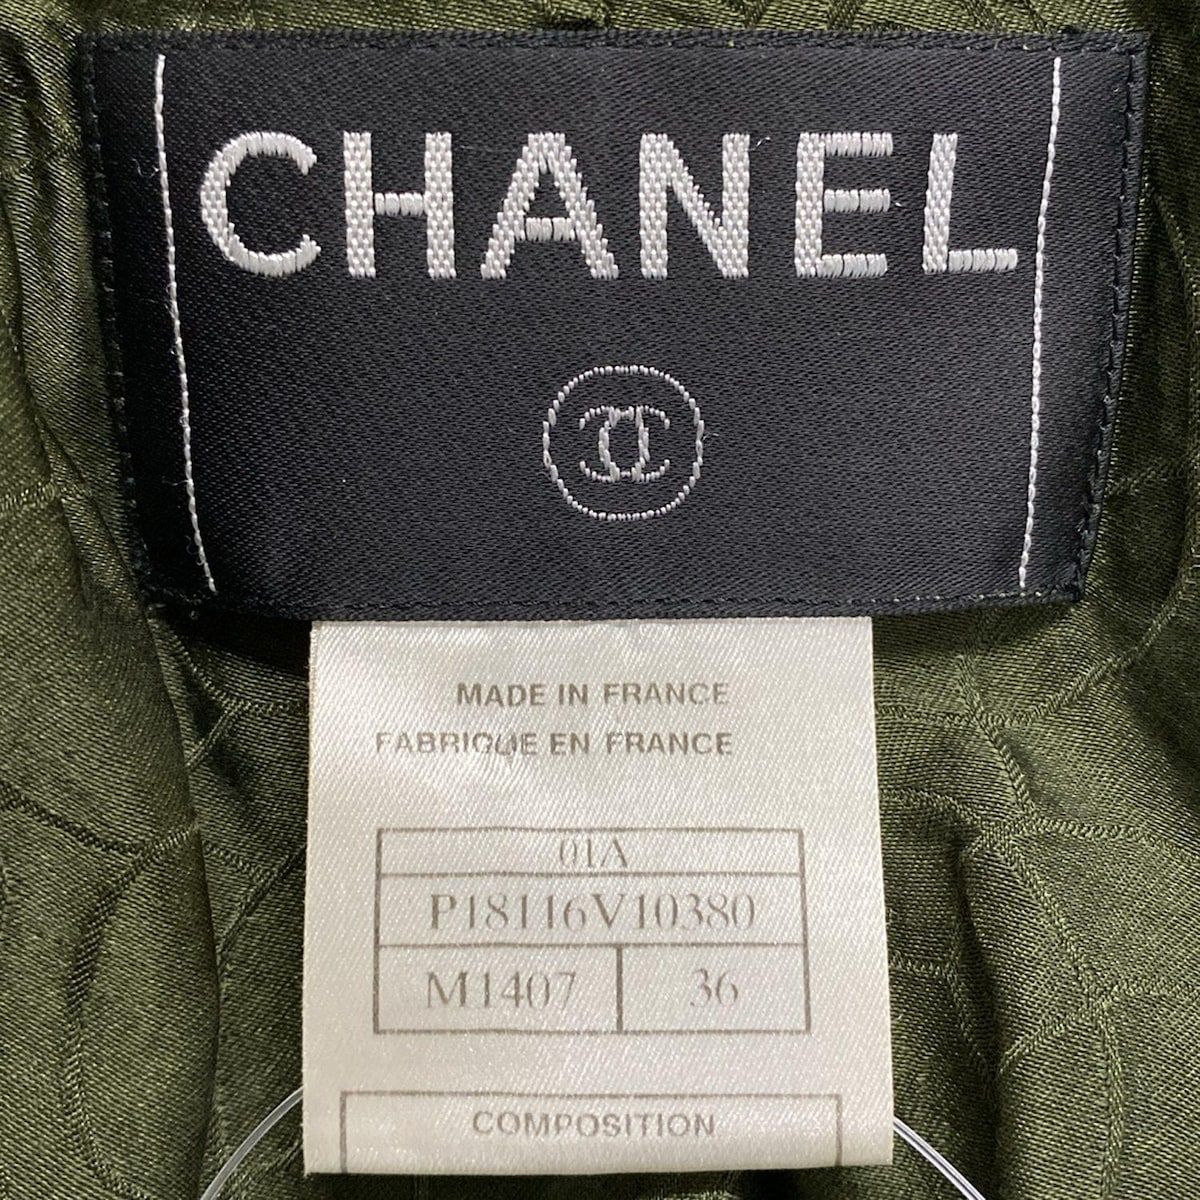 CHANEL
MADE IN FRANCE
FABRIQUE EN FRANCE
01A
P18116V10380
M1407 36
COMPOSITION